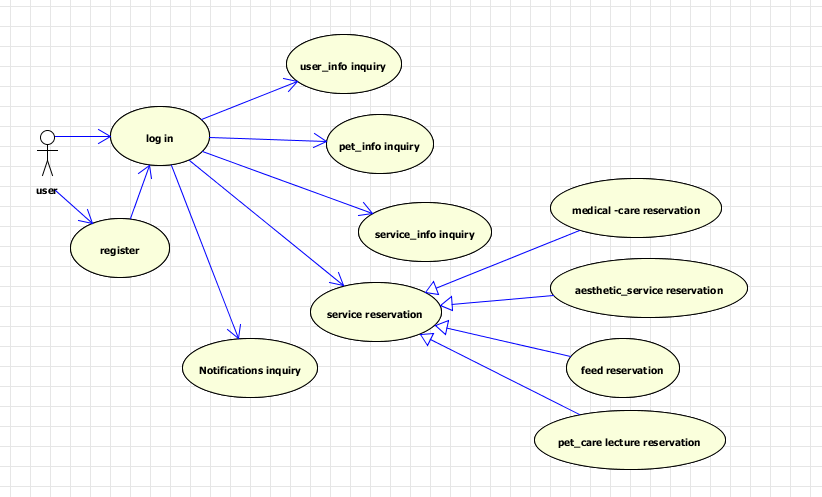 user_info inquiry
log in
pet_info inquiry
user
medical -care reservation
service_info inquiry
register
aesthetic_service reservation
service reservation
Notifications inquiry
feed reservation
pet_care lecture reservation